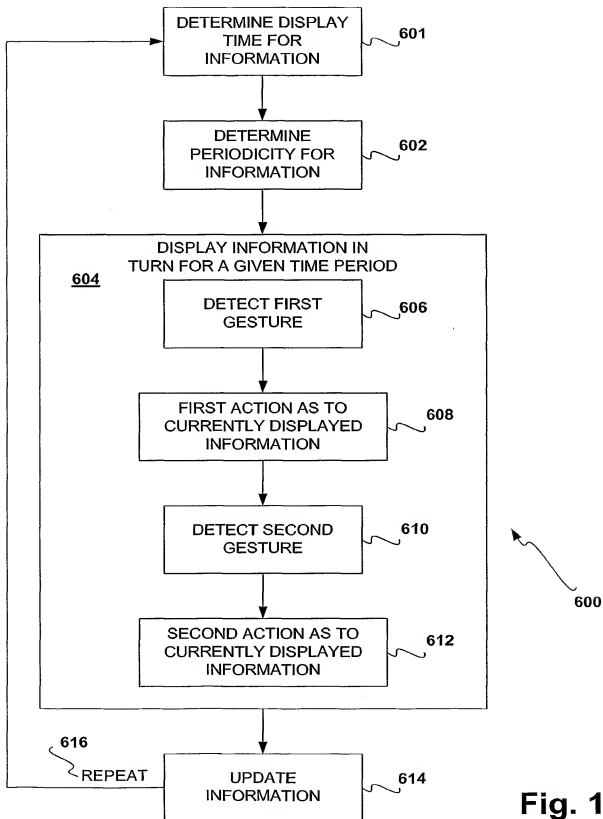 DETERMINE DISPLAY
TIME FOR
INFORMATION
601
DETERMINE
PERIODICITY FOR
INFORMATION
602
DISPLAY INFORMATION IN
TURN FOR A GIVEN TIME PERIOD
604
DETECT FIRST
GESTURE
606
FIRST ACTION AS TO
CURRENTLY DISPLAYED
INFORMATION
608
DETECT SECOND
GESTURE
610
600
SECOND ACTION AS TO
CURRENTLY DISPLAYED
INFORMATION
612
616
REPEAT
UPDATE
INFORMATION
614
Fig. 1